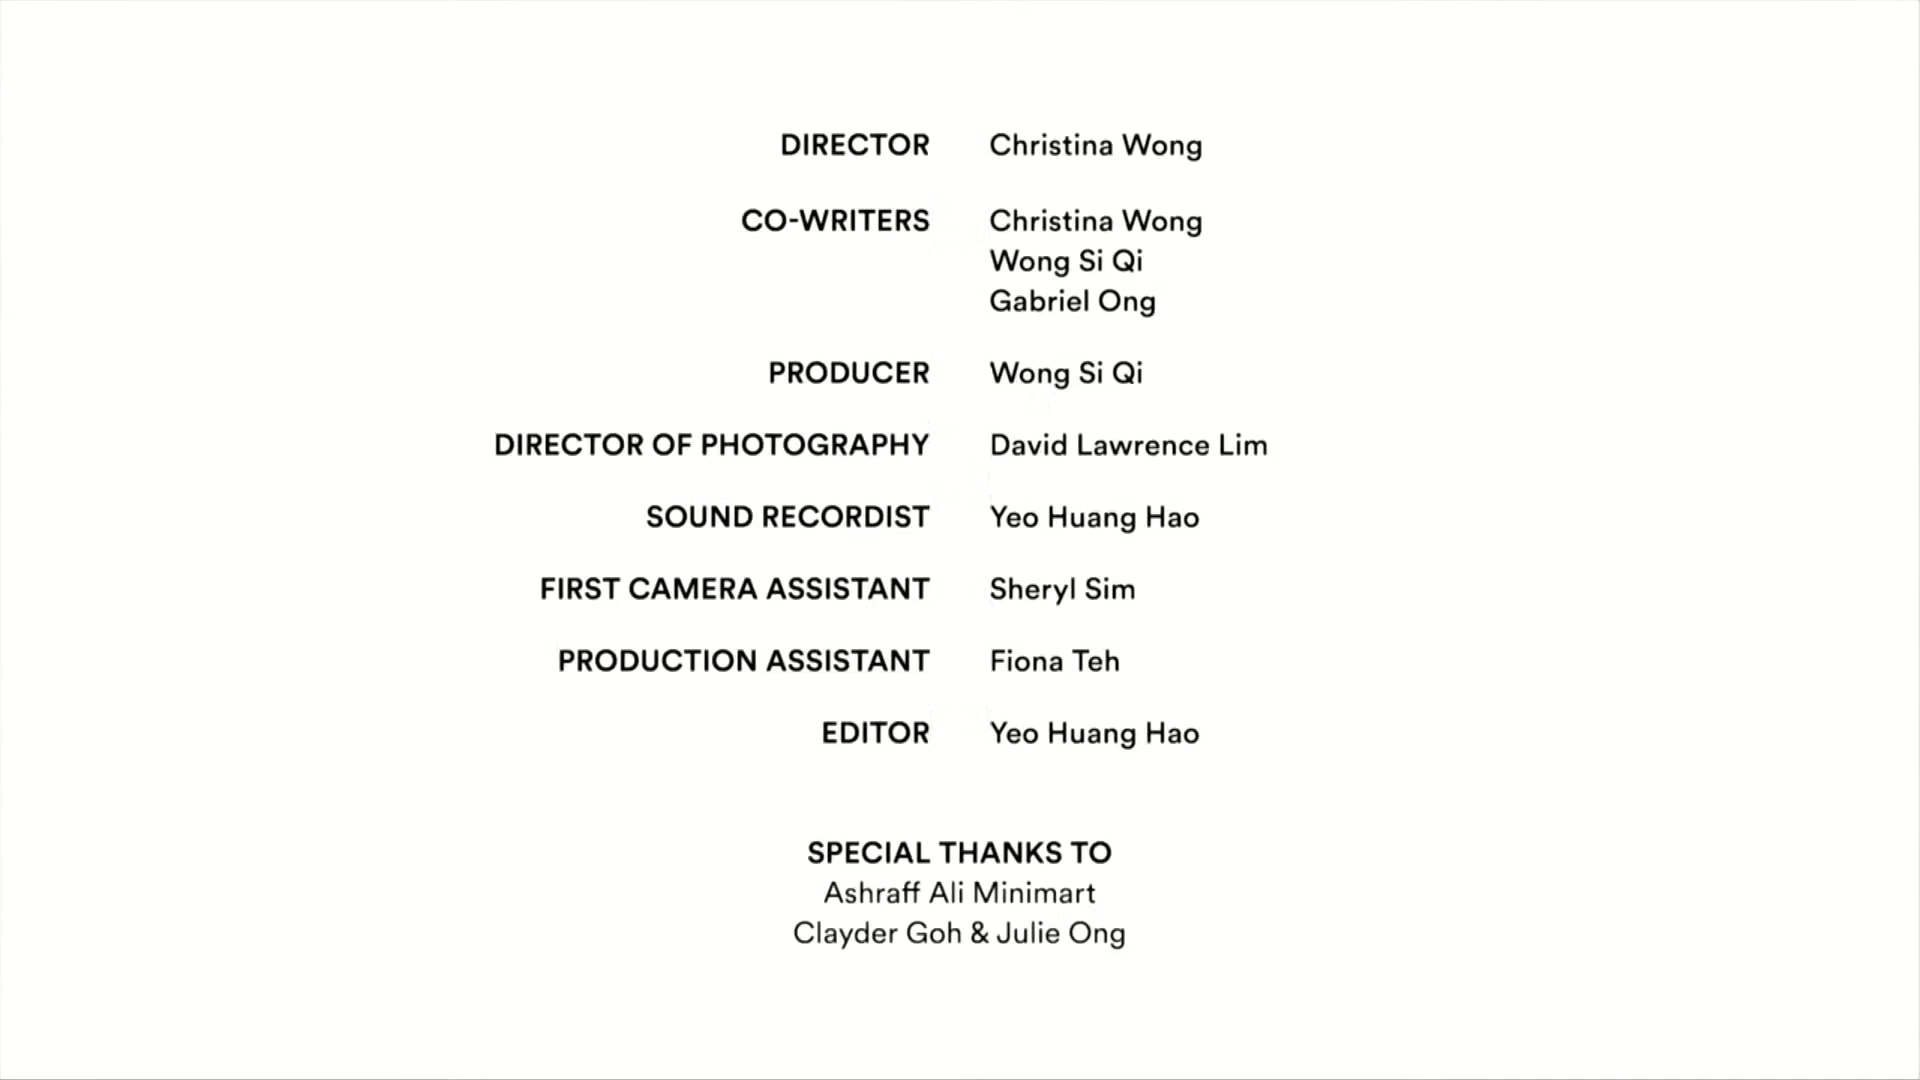 DIRECTOR Christina Wong
CO-WRITERS Christina Wong
Wong Si Qi
Gabriel Ong
PRODUCER Wong Si Qi
DIRECTOR OF PHOTOGRAPHY David Lawrence Lim
SOUND RECORDIST Yeo Huang Hao
FIRST CAMERA ASSISTANT Sheryl Sim
PRODUCTION ASSISTANT Fiona Teh
EDITOR Yeo Huang Hao
SPECIAL THANKS TO
Ashraff Ali Minimart
Clayder Goh & Julie Ong